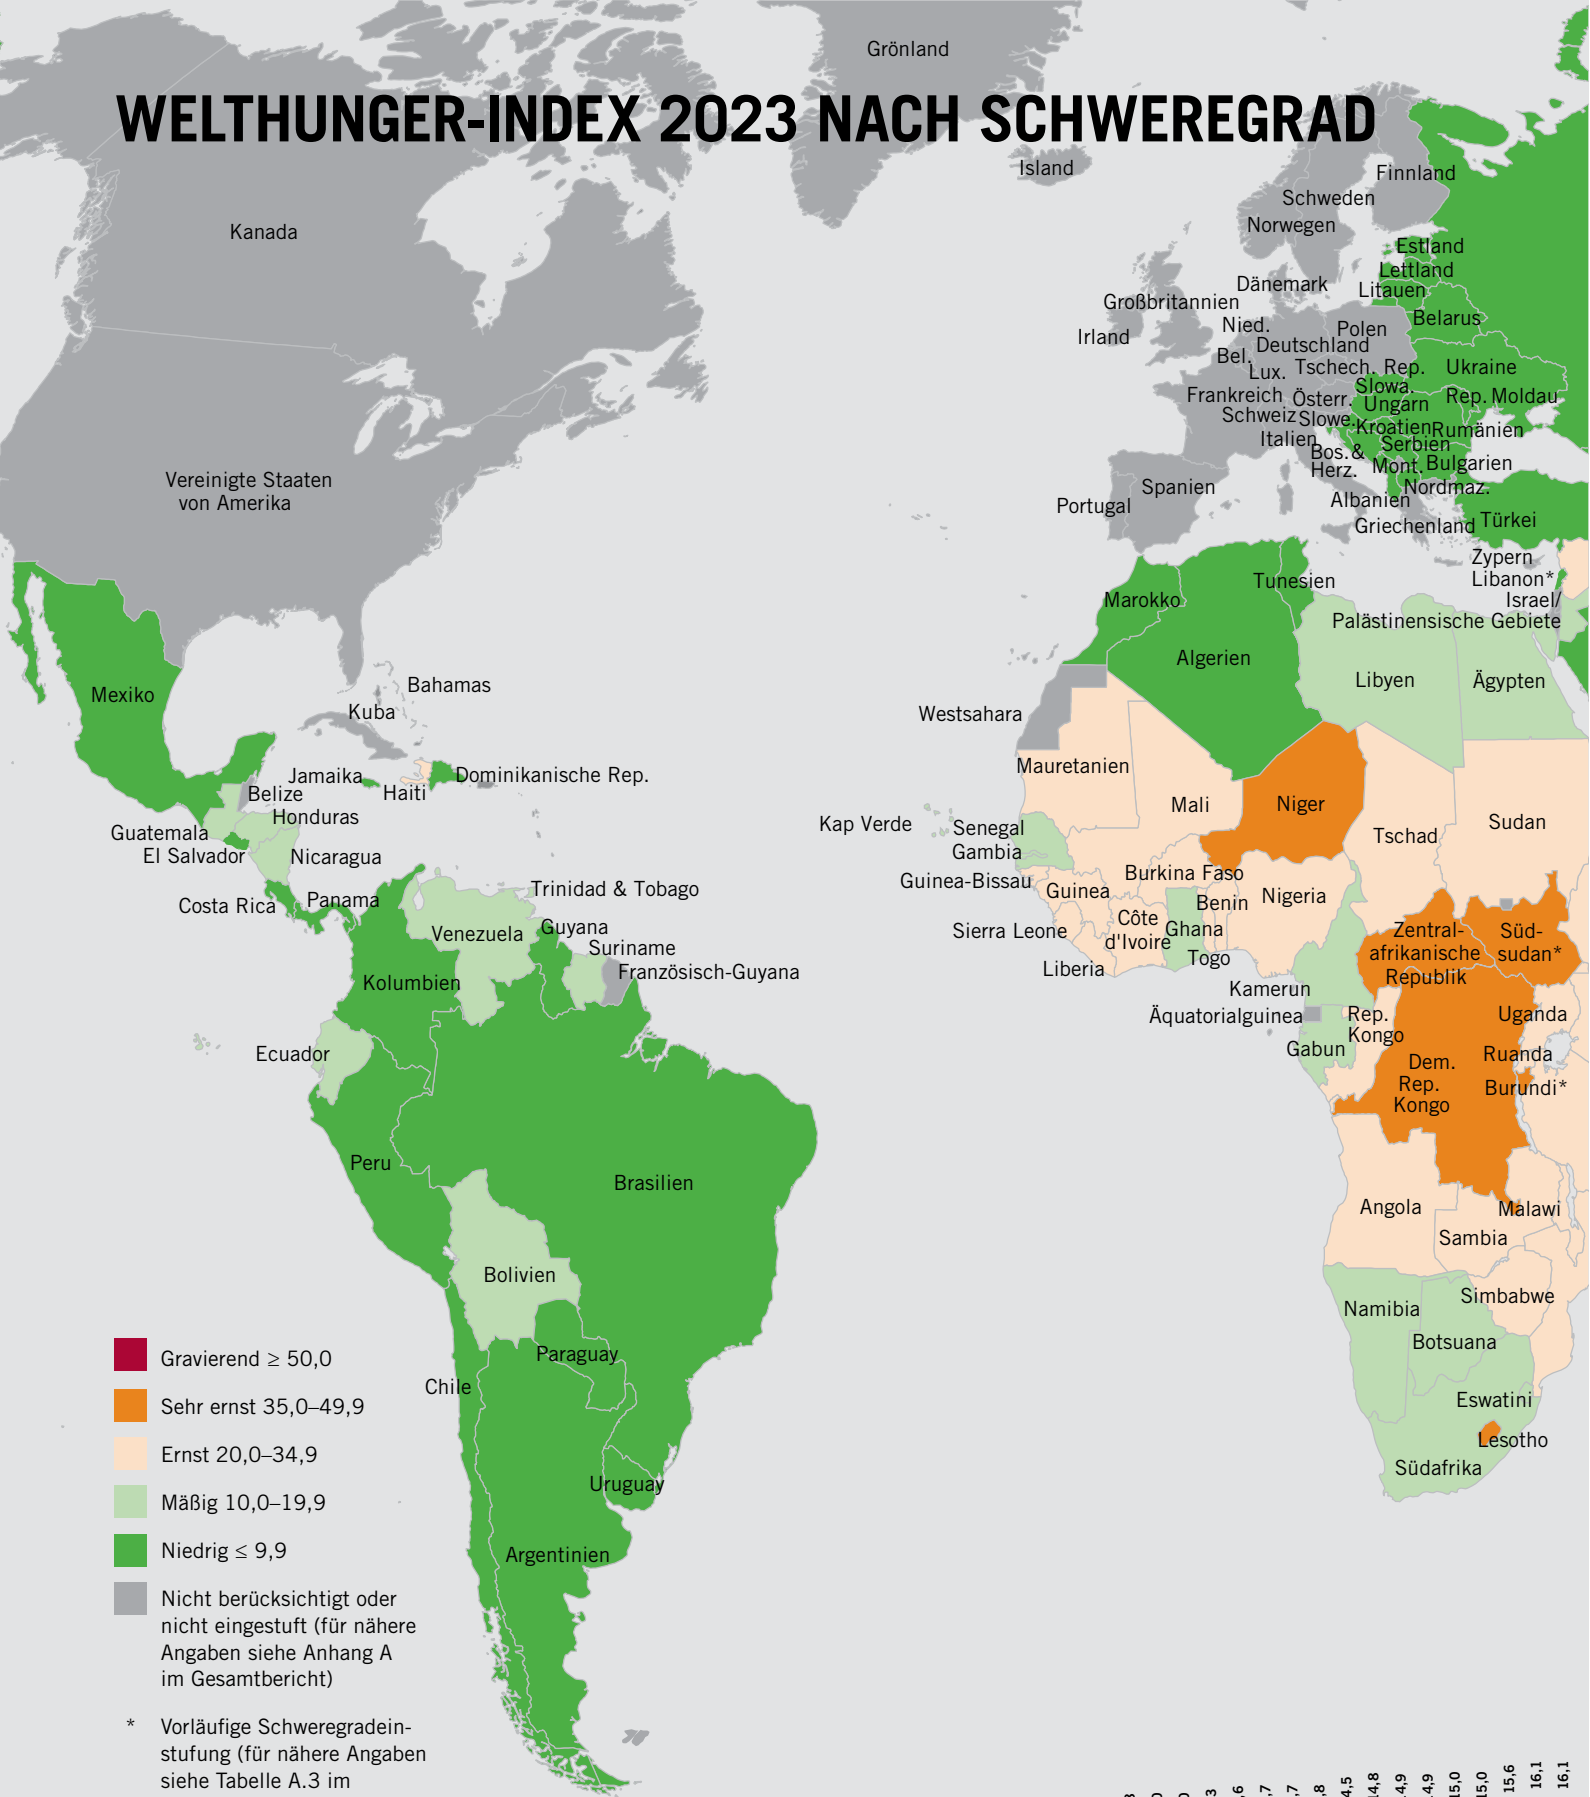 Grönland
WELTHUNGER-INDEX 2023 NACH SCHWEREGRAD
Island
Finnland
Schweden
Norwegen
Kanada
Estland
Lettland
Litauen
Dänemark
Großbritannien
Belarus
Nied.
Polen
Irland
Deutschland
Bel.
Lux.
Tschech. Rep.
Ukraine
Slowa.
Frankreich
Österr.
Ungarn
Rep. Moldau
Schweiz
Slowe.
Kroatien
Rumänien
Italien
Serbien
Bos.&
Herz.
Mont.
Bulgarien
Vereinigte Staaten
von Amerika
Spanien
Nordmaz.
Portugal
Albanien
Griechenland
Türkei
Zypern
Libanon*
Israel/
Palästinensische Gebiete
Tunesien
Marokko
Algerien
Libyen
Ägypten
Mexiko
Bahamas
Kuba
Westsahara
Jamaika
Haiti
Dominikanische Rep.
Belize
Honduras
Guatemala
El Salvador
Nicaragua
Costa Rica
Panama
Trinidad & Tobago
Venezuela
Guyana
Suriname
Französisch-Guyana
Kolumbien
Ecuador
Mauretanien
Mali
Niger
Tschad
Sudan
Kap Verde
Senegal
Gambia
Guinea-Bissau
Guinea
Burkina Faso
Benin
Nigeria
Sierra Leone
Côte
d'Ivoire
Ghana
Togo
Liberia
Zentral-
afrikanische
Republik
Süd-
sudan*
Kamerun
Äquatorialguinea
Rep.
Kongo
Gabun
Uganda
Ruanda
Dem.
Rep.
Kongo
Burundi*
Peru
Brasilien
Angola
Malawi
Sambia
Bolivien
Simbabwe
Namibia
Botsuana
Paraguay
Chile
Eswatini
Lesotho
Südafrika
Uruguay
Argentinien
Gravierend ≥ 50,0
Sehr ernst 35,0–49,9
Ernst 20,0–34,9
Mäßig 10,0–19,9
Niedrig ≤ 9,9
Nicht berücksichtigt oder
nicht eingestuft (für nähere
Angaben siehe Anhang A
im Gesamtbericht)
* Vorläufige Schweregradein-
stufung (für nähere Angaben
siehe Tabelle A.3 im
14,8
15,0
15,0
15,6
16,1
16,1